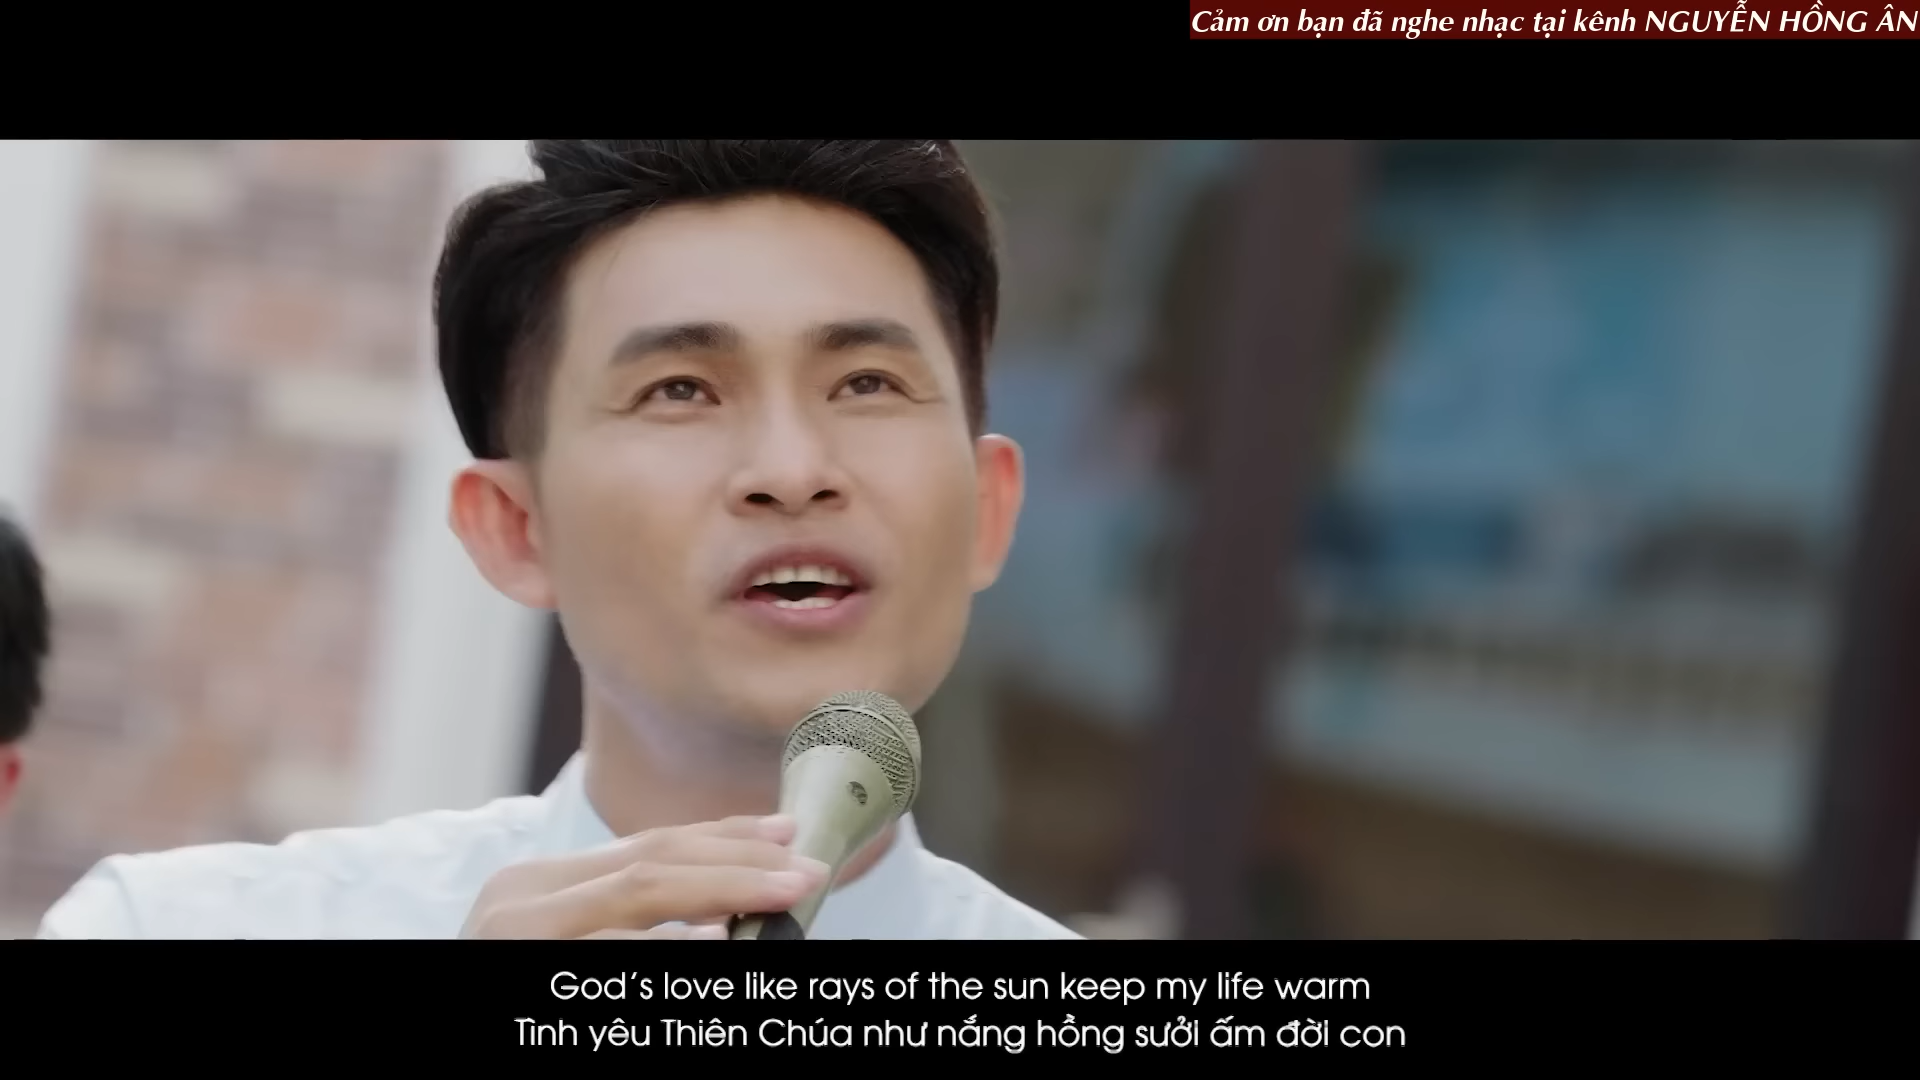 Cảm ơn bạn đã nghe nhạc tại kênh NGUYỄN HỒNG ÂN
God's love like rays of the sun keep my life warm
Tình yêu Thiên Chúa như nắng hồng sưởi ấm đời con